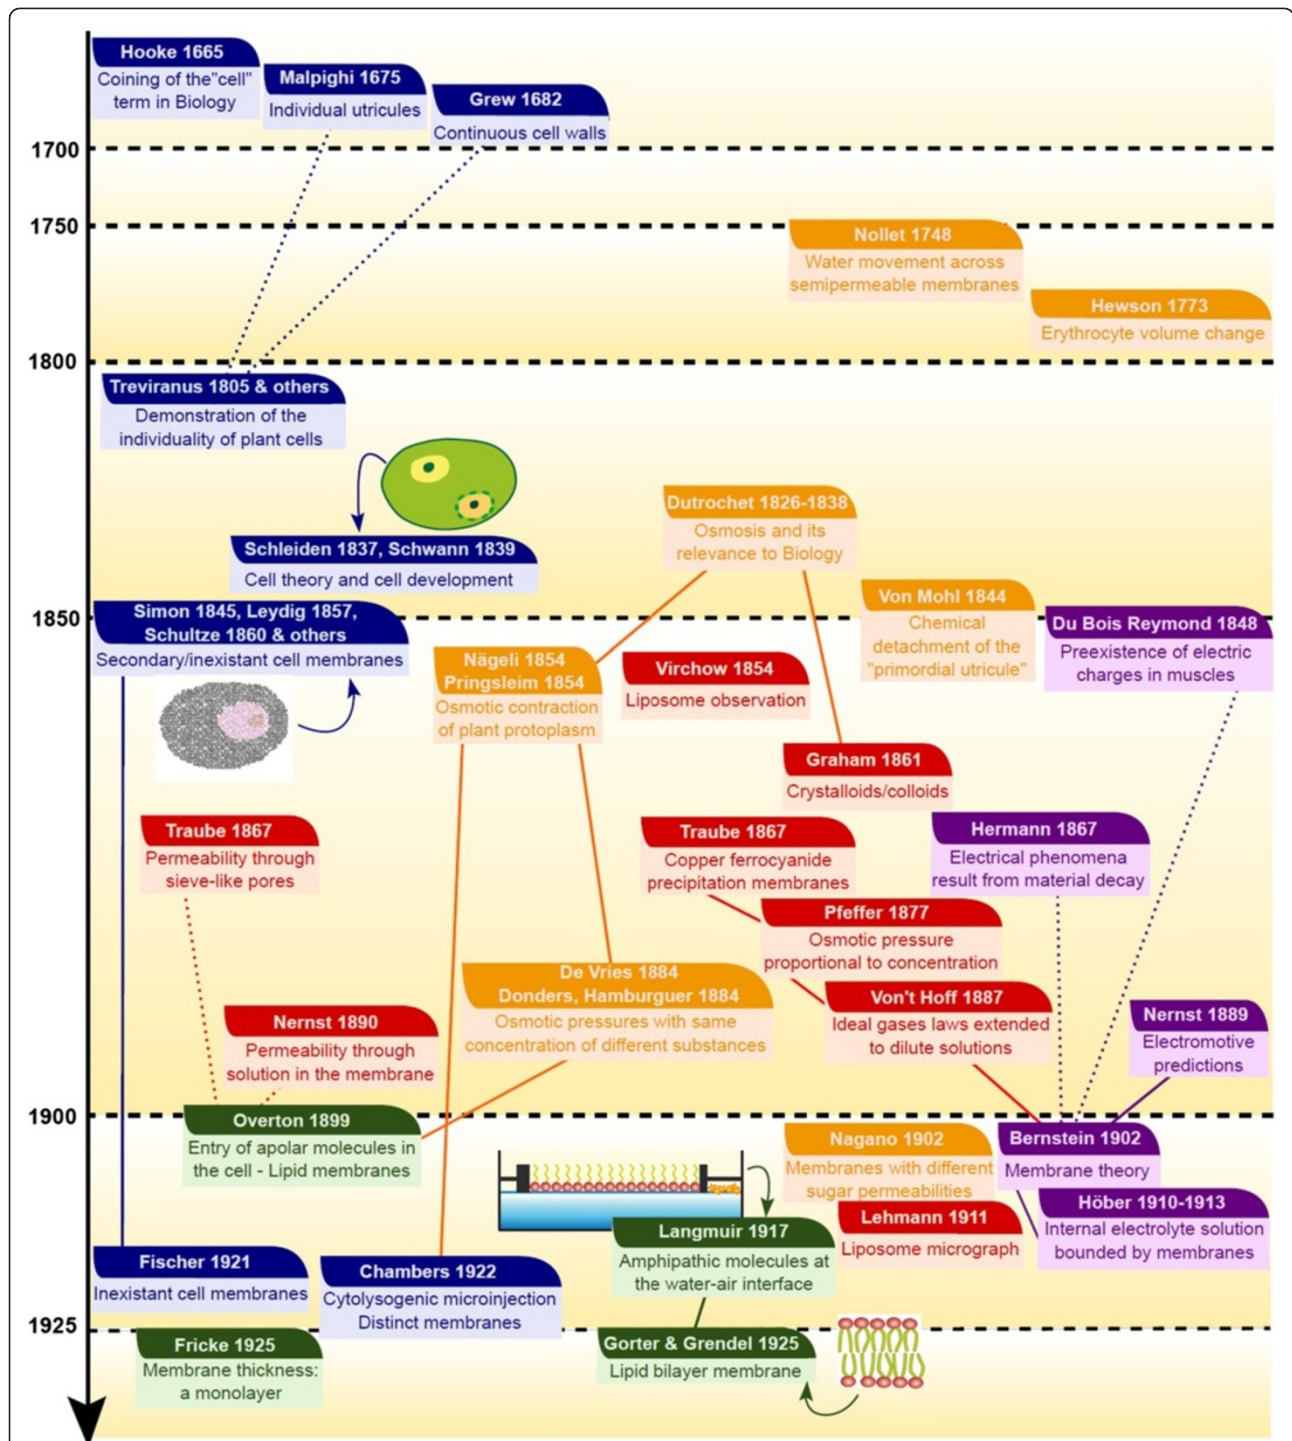 Hooke 1665
Coining of the"cell"
term in Biology
Malpighi 1675
Individual utricules
Grew 1682
Continuous cell walls
1700
1750
Nollet 1748
Water movement across
semipermeable membranes
Hewson 1773
Erythrocyte volume change
1800
Treviranus 1805 & others
Demonstration of the
individuality of plant cells
Dutrochet 1826-1838
Osmosis and its
relevance to Biology
Schleiden 1837, Schwann 1839
Cell theory and cell development
Von Mohl 1844
Chemical
detachment of the
"primordial utricule"
1850
Simon 1845, Leydig 1857,
Schultze 1860 & others
Secondary/inexistant cell membranes
Du Bois Reymond 1848
Preexistence of electric
charges in muscles
Nägeli 1854
Pringsleim 1854
Osmotic contraction
of plant protoplasm
Virchow 1854
Liposome observation
Graham 1861
Crystalloids/colloids
Traube 1867
Permeability through
sieve-like pores
Traube 1867
Copper ferrocyanide
precipitation membranes
Hermann 1867
Electrical phenomena
result from material decay
Pfeffer 1877
Osmotic pressure
proportional to concentration
De Vries 1884
Donders, Hamburguer 1884
Osmotic pressures with same
concentration of different substances
Von't Hoff 1887
Ideal gases laws extended
to dilute solutions
Nernst 1889
Electromotive
predictions
Nernst 1890
Permeability through
solution in the membrane
1900
Overton 1899
Entry of apolar molecules in
the cell - Lipid membranes
Nagano 1902
Membranes with different
sugar permeabilities
Bernstein 1902
Membrane theory
Höber 1910-1913
Internal electrolyte solution
bounded by membranes
Lehmann 1911
Liposome micrograph
Langmuir 1917
Amphipathic molecules at
the water-air interface
Fischer 1921
Inexistant cell membranes
Chambers 1922
Cytolysogenic microinjection
Distinct membranes
1925
Fricke 1925
Membrane thickness:
a monolayer
Gorter & Grendel 1925
Lipid bilayer membrane